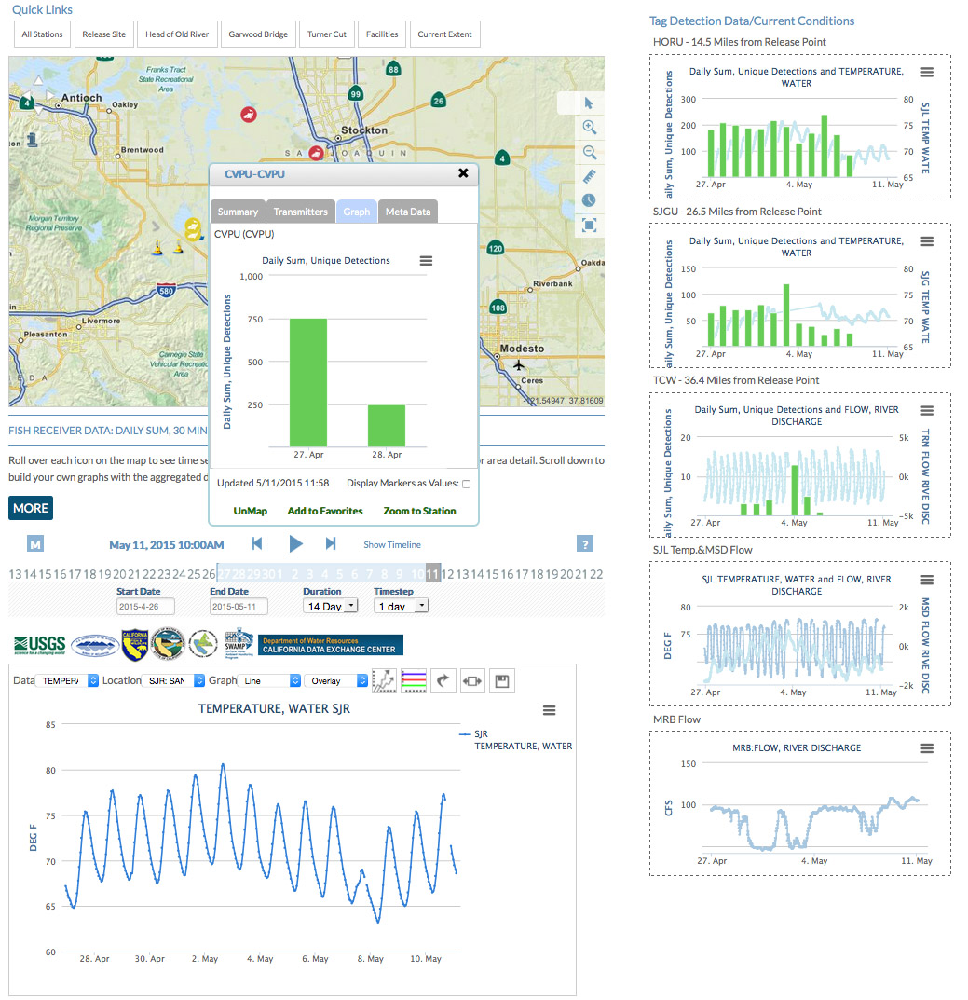 Quick Links
All Stations
Release Site
Head of Old River
Garwood Bridge
Turner Cut
Facilities
Current Extent
Franks Tract
State Recreational
Area
Antioch
Oakley
Brentwood
Stockton
SAN JOAQUIN
88
99
26
4
4
Morgan Territory
Regional Preserve
580
120
108
Livermore
Pleasanton
Carnegie State
Vehicular Recreatio
EDA
Oakda
Riverbank
Modesto
Ceres
-121.54947, 37.81609
CVPU-CVPU
Summary
Transmitters
Graph
Meta Data
CVPU (CVPU)
Daily Sum, Unique Detections
Daily Sum, Unique Detections
1,000
750
500
250
27. Apr
28. Apr
Updated 5/11/2015 11:58
Display Markers as Values:
UnMap
Add to Favorites
Zoom to Station
FISH RECEIVER DATA: DAILY SUM, 30 MIN
Roll over each icon on the map to see time se
or area detail. Scroll down to
build your own graphs with the aggregated d
MORE
M
May 11, 2015 10:00AM
Show Timeline
?
13 14 15 16 17 18 19 20 21 22 23 24 25 26 27 28 29 30 1 2 3 4 5 6 7 8 9 10 11 12 13 14 15 16 17 18 19 20 21 22
Start Date
End Date
Duration
Timestep
2015-4-26
2015-05-11
14 Day
1 day
USGS
science for a changing world
CALIFORNIA
SWAMP
Department of Water Resources
CALIFORNIA DATA EXCHANGE CENTER
Data
TEMPER/
Location
SJR: SAN
Graph
Line
Overlay
TEMPERATURE, WATER SJR
SJR
TEMPERATURE, WATER
DEG F
85
80
75
70
65
60
28. Apr
30. Apr
2. May
4. May
6. May
8. May
10. May
Tag Detection Data/Current Conditions
HORU - 14.5 Miles from Release Point
Daily Sum, Unique Detections and TEMPERATURE,
WATER
aily Sum, Unique Detections
300
200
100
80
75
70
65
SJL TEMP WATE
27. Apr
4. May
11. May
SJGU - 26.5 Miles from Release Point
Daily Sum, Unique Detections and TEMPERATURE,
WATER
aily Sum, Unique Detections
150
100
50
80
75
70
65
SJG TEMP WATE
27. Apr
4. May
11. May
TCW - 36.4 Miles from Release Point
Daily Sum, Unique Detections and FLOW, RIVER
DISCHARGE
aily Sum, Unique Detections
20
10
5k
0k
-5k
TRN FLOW RIVE DISC
27. Apr
4. May
11. May
SJL Temp.&MSD Flow
SJL:TEMPERATURE, WATER and FLOW, RIVER
DISCHARGE
DEG F
80
75
2k
0k
-2k
MSD FLOW RIVE DISC
27. Apr
4. May
11. May
MRB Flow
MRB:FLOW, RIVER DISCHARGE
CFS
150
100
27. Apr
4. May
11. May